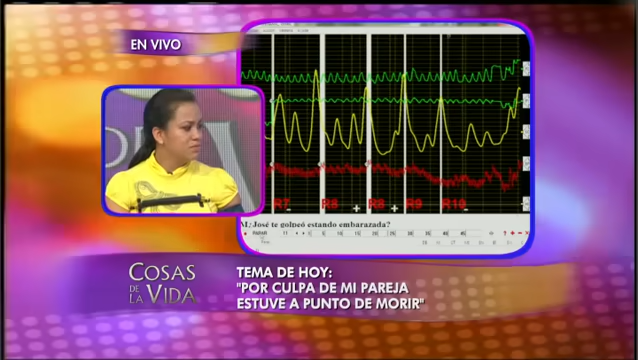 EN VIVO
R7 -
R8 +
R8 +
R9
R10 -
M¿ José te golpeó estando embarazada?
COSAS
DE
LA VIDA
TEMA DE HOY:
"POR CULPA DE MI PAREJA
ESTUVE A PUNTO DE MORIR"